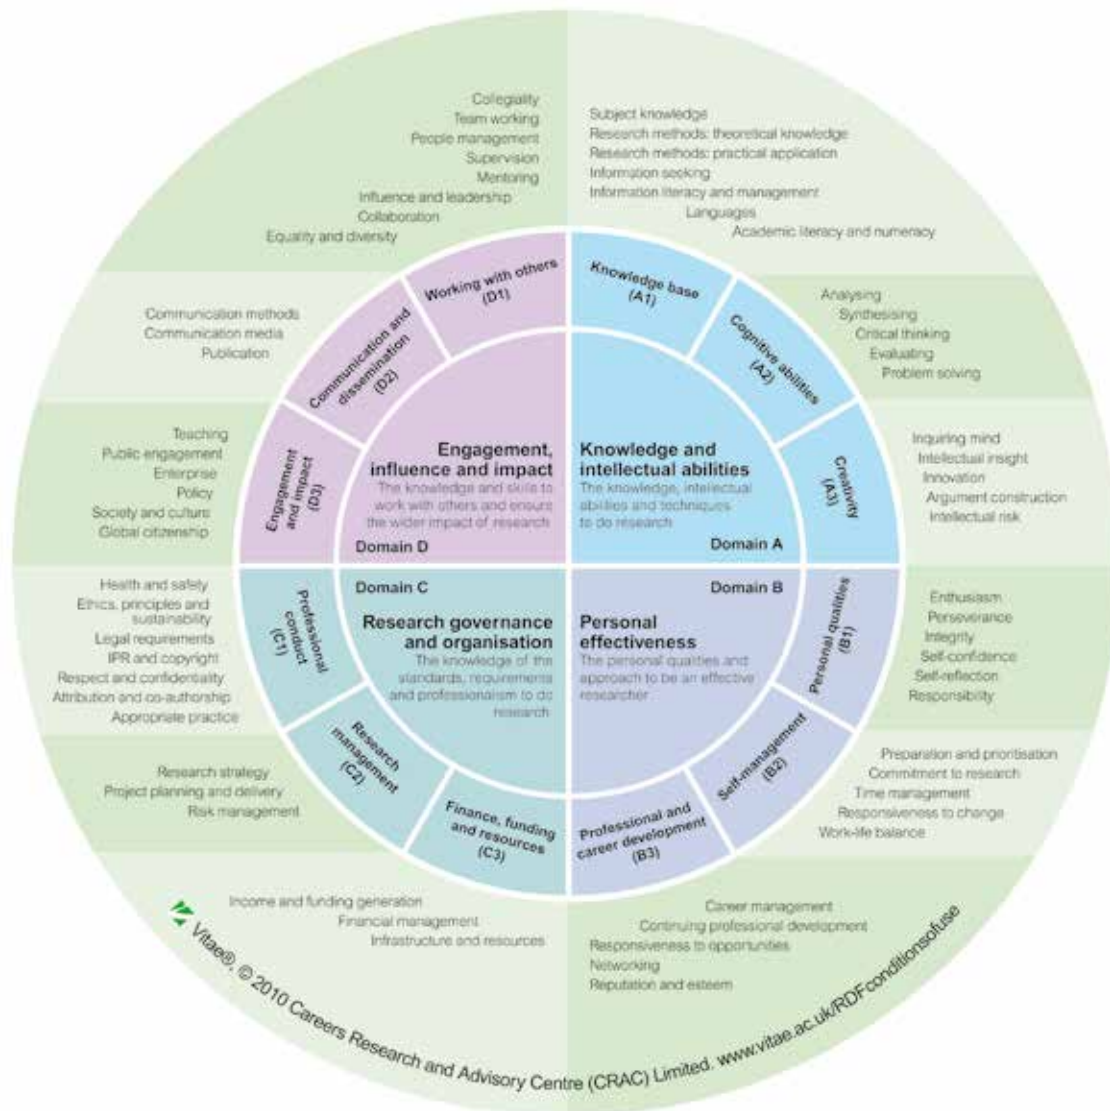 Collegiality
Team working
People management
Supervision
Mentoring
Influence and leadership
Collaboration
Equality and diversity
Subject knowledge
Research methods: theoretical knowledge
Research methods: practical application
Information seeking
Information literacy and management
Languages
Academic literacy and numeracy
Communication methods
Communication media
Publication
Analysing
Synthesising
Critical thinking
Evaluating
Problem solving
Teaching
Public engagement
Enterprise
Policy
Society and culture
Global citizenship
Inquiring mind
Intellectual insight
Innovation
Argument construction
Intellectual risk
Working with others
(D1)
Knowledge base
(A1)
Communication and
dissemination
(D2)
Cognitive abilities
(A2)
Engagement
and impact
(D3)
Creativity
(A3)
Engagement,
influence and impact
The knowledge and skills to
work with others and ensure
the wider impact of research
Domain D
Knowledge and
intellectual abilities
The knowledge, intellectual
abilities and techniques
to do research
Domain A
Domain C
Research governance
and organisation
The knowledge of the
standards, requirements
and professionalism to do
research
Domain B
Personal
effectiveness
The personal qualities and
approach to be an effective
researcher
Professional
conduct
(C1)
Personal qualities
(B1)
Research
management
(C2)
Self-management
(B2)
Finance, funding
and resources
(C3)
Professional and
career development
(B3)
Health and safety
Ethics, principles and
sustainability
Legal requirements
IPR and copyright
Respect and confidentiality
Attribution and co-authorship
Appropriate practice
Enthusiasm
Perseverance
Integrity
Self-confidence
Self-reflection
Responsibility
Research strategy
Project planning and delivery
Risk management
Preparation and prioritisation
Commitment to research
Time management
Responsiveness to change
Work-life balance
Income and funding generation
Financial management
Infrastructure and resources
Career management
Continuing professional development
Responsiveness to opportunities
Networking
Reputation and esteem
Vitae®, © 2010 Careers Research and Advisory Centre (CRAC) Limited. www.vitae.ac.uk/RDFconditionsofuse